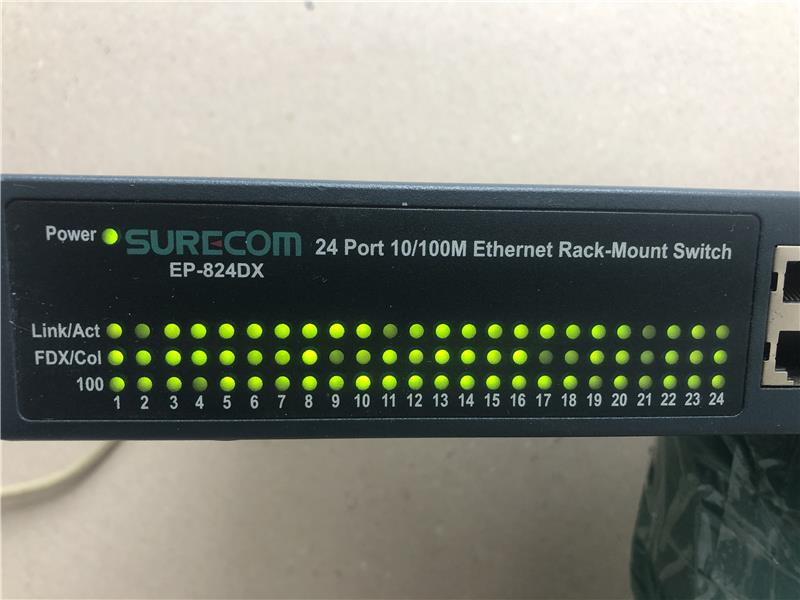 Power SURECOM 24 Port 10/100M Ethernet Rack-Mount Switch
EP-824DX
Link/Act
FDX/Col
100
1 2 3 4 5 6 7 8 9 10 11 12 13 14 15 16 17 18 19 20 21 22 23 24